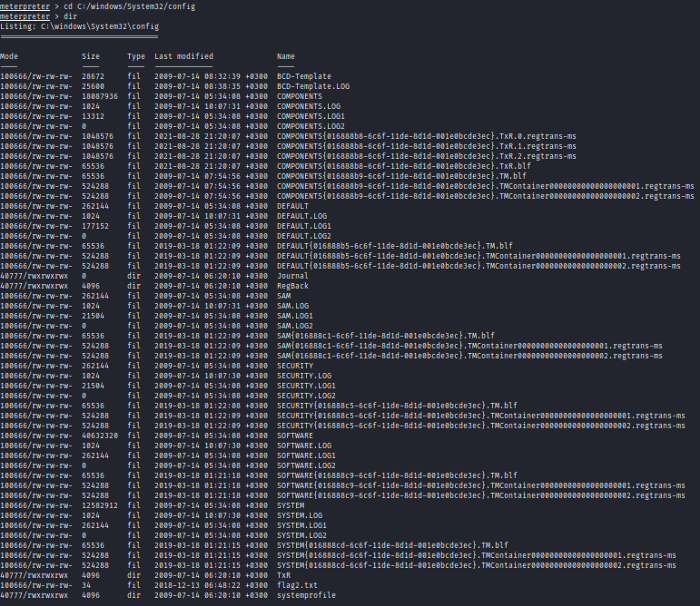 meterpreter > cd C:/windows/System32/config
meterpreter > dir
Listing: C:\windows\System32\config
===================================
Mode Size Type Last modified Name
---- ---- ---- ------------- ----
100666/rw-rw-rw- 28672 fil 2009-07-14 08:32:39 +0300 BCD-Template
100666/rw-rw-rw- 25600 fil 2009-07-14 08:38:35 +0300 BCD-Template.LOG
100666/rw-rw-rw- 18087936 fil 2009-07-14 05:34:08 +0300 COMPONENTS
100666/rw-rw-rw- 1024 fil 2009-07-14 10:07:31 +0300 COMPONENTS.LOG
100666/rw-rw-rw- 13312 fil 2009-07-14 05:34:08 +0300 COMPONENTS.LOG1
100666/rw-rw-rw- 0 fil 2009-07-14 05:34:08 +0300 COMPONENTS.LOG2
100666/rw-rw-rw- 1048576 fil 2021-08-28 21:20:07 +0300 COMPONENTS{016888b8-6c6f-11de-8d1d-001e0bcde3ec}.TxR.0.regtrans-ms
100666/rw-rw-rw- 1048576 fil 2021-08-28 21:20:07 +0300 COMPONENTS{016888b8-6c6f-11de-8d1d-001e0bcde3ec}.TxR.1.regtrans-ms
100666/rw-rw-rw- 1048576 fil 2021-08-28 21:20:07 +0300 COMPONENTS{016888b8-6c6f-11de-8d1d-001e0bcde3ec}.TxR.2.regtrans-ms
100666/rw-rw-rw- 65536 fil 2021-08-28 21:20:07 +0300 COMPONENTS{016888b8-6c6f-11de-8d1d-001e0bcde3ec}.TxR.blf
100666/rw-rw-rw- 65536 fil 2009-07-14 07:54:56 +0300 COMPONENTS{016888b9-6c6f-11de-8d1d-001e0bcde3ec}.TM.blf
100666/rw-rw-rw- 524288 fil 2009-07-14 07:54:56 +0300 COMPONENTS{016888b9-6c6f-11de-8d1d-001e0bcde3ec}.TMContainer00000000000000000001.regtrans-ms
100666/rw-rw-rw- 524288 fil 2009-07-14 07:54:56 +0300 COMPONENTS{016888b9-6c6f-11de-8d1d-001e0bcde3ec}.TMContainer00000000000000000002.regtrans-ms
100666/rw-rw-rw- 262144 fil 2009-07-14 05:34:08 +0300 DEFAULT
100666/rw-rw-rw- 1024 fil 2009-07-14 10:07:31 +0300 DEFAULT.LOG
100666/rw-rw-rw- 177152 fil 2009-07-14 05:34:08 +0300 DEFAULT.LOG1
100666/rw-rw-rw- 0 fil 2009-07-14 05:34:08 +0300 DEFAULT.LOG2
100666/rw-rw-rw- 65536 fil 2019-03-18 01:22:09 +0300 DEFAULT{016888b5-6c6f-11de-8d1d-001e0bcde3ec}.TM.blf
100666/rw-rw-rw- 524288 fil 2019-03-18 01:22:09 +0300 DEFAULT{016888b5-6c6f-11de-8d1d-001e0bcde3ec}.TMContainer00000000000000000001.regtrans-ms
100666/rw-rw-rw- 524288 fil 2019-03-18 01:22:09 +0300 DEFAULT{016888b5-6c6f-11de-8d1d-001e0bcde3ec}.TMContainer00000000000000000002.regtrans-ms
40777/rwxrwxrwx 0 dir 2009-07-14 06:20:10 +0300 Journal
40777/rwxrwxrwx 4096 dir 2009-07-14 06:20:10 +0300 RegBack
100666/rw-rw-rw- 262144 fil 2009-07-14 05:34:08 +0300 SAM
100666/rw-rw-rw- 1024 fil 2009-07-14 10:07:31 +0300 SAM.LOG
100666/rw-rw-rw- 21504 fil 2009-07-14 05:34:08 +0300 SAM.LOG1
100666/rw-rw-rw- 0 fil 2009-07-14 05:34:08 +0300 SAM.LOG2
100666/rw-rw-rw- 65536 fil 2019-03-18 01:22:09 +0300 SAM{016888c1-6c6f-11de-8d1d-001e0bcde3ec}.TM.blf
100666/rw-rw-rw- 524288 fil 2019-03-18 01:22:09 +0300 SAM{016888c1-6c6f-11de-8d1d-001e0bcde3ec}.TMContainer00000000000000000001.regtrans-ms
100666/rw-rw-rw- 524288 fil 2019-03-18 01:22:09 +0300 SAM{016888c1-6c6f-11de-8d1d-001e0bcde3ec}.TMContainer00000000000000000002.regtrans-ms
100666/rw-rw-rw- 262144 fil 2009-07-14 05:34:08 +0300 SECURITY
100666/rw-rw-rw- 1024 fil 2009-07-14 10:07:30 +0300 SECURITY.LOG
100666/rw-rw-rw- 21504 fil 2009-07-14 05:34:08 +0300 SECURITY.LOG1
100666/rw-rw-rw- 0 fil 2009-07-14 05:34:08 +0300 SECURITY.LOG2
100666/rw-rw-rw- 65536 fil 2019-03-18 01:22:08 +0300 SECURITY{016888c5-6c6f-11de-8d1d-001e0bcde3ec}.TM.blf
100666/rw-rw-rw- 524288 fil 2019-03-18 01:22:09 +0300 SECURITY{016888c5-6c6f-11de-8d1d-001e0bcde3ec}.TMContainer00000000000000000001.regtrans-ms
100666/rw-rw-rw- 524288 fil 2019-03-18 01:22:09 +0300 SECURITY{016888c5-6c6f-11de-8d1d-001e0bcde3ec}.TMContainer00000000000000000002.regtrans-ms
100666/rw-rw-rw- 40632320 fil 2009-07-14 05:34:08 +0300 SOFTWARE
100666/rw-rw-rw- 1024 fil 2009-07-14 10:07:30 +0300 SOFTWARE.LOG
100666/rw-rw-rw- 262144 fil 2009-07-14 05:34:08 +0300 SOFTWARE.LOG1
100666/rw-rw-rw- 0 fil 2009-07-14 05:34:08 +0300 SOFTWARE.LOG2
100666/rw-rw-rw- 65536 fil 2019-03-18 01:21:18 +0300 SOFTWARE{016888c9-6c6f-11de-8d1d-001e0bcde3ec}.TM.blf
100666/rw-rw-rw- 524288 fil 2019-03-18 01:21:18 +0300 SOFTWARE{016888c9-6c6f-11de-8d1d-001e0bcde3ec}.TMContainer00000000000000000001.regtrans-ms
100666/rw-rw-rw- 524288 fil 2019-03-18 01:21:18 +0300 SOFTWARE{016888c9-6c6f-11de-8d1d-001e0bcde3ec}.TMContainer00000000000000000002.regtrans-ms
100666/rw-rw-rw- 12582912 fil 2009-07-14 05:34:08 +0300 SYSTEM
100666/rw-rw-rw- 1024 fil 2009-07-14 10:07:30 +0300 SYSTEM.LOG
100666/rw-rw-rw- 262144 fil 2009-07-14 05:34:08 +0300 SYSTEM.LOG1
100666/rw-rw-rw- 0 fil 2009-07-14 05:34:08 +0300 SYSTEM.LOG2
100666/rw-rw-rw- 65536 fil 2019-03-18 01:21:15 +0300 SYSTEM{016888cd-6c6f-11de-8d1d-001e0bcde3ec}.TM.blf
100666/rw-rw-rw- 524288 fil 2019-03-18 01:21:15 +0300 SYSTEM{016888cd-6c6f-11de-8d1d-001e0bcde3ec}.TMContainer00000000000000000001.regtrans-ms
100666/rw-rw-rw- 524288 fil 2019-03-18 01:21:15 +0300 SYSTEM{016888cd-6c6f-11de-8d1d-001e0bcde3ec}.TMContainer00000000000000000002.regtrans-ms
40777/rwxrwxrwx 4096 dir 2009-07-14 06:20:10 +0300 TxR
100666/rw-rw-rw- 34 fil 2018-12-13 06:48:22 +0300 flag2.txt
40777/rwxrwxrwx 4096 dir 2009-07-14 06:20:10 +0300 systemprofile